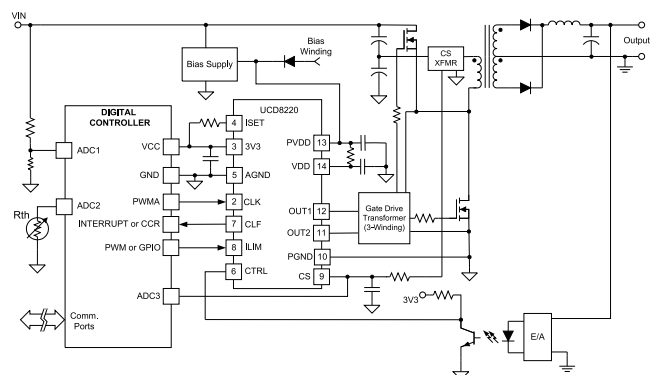 VIN
Bias
Winding
Bias Supply
CS
XFMR
Output
DIGITAL
CONTROLLER
UCD8220
ADC1
VCC
4
ISET
3
3V3
PVDD
13
VDD
14
GND
5
AGND
ADC2
Rth
PWMA
2
CLK
OUT1
12
Gate Drive
Transformer
(3-Winding)
INTERRUPT or CCR
7
CLF
OUT2
11
PWM or GPIO
8
ILIM
PGND
10
6
CTRL
CS
9
ADC3
3V3
Comm.
Ports
E/A